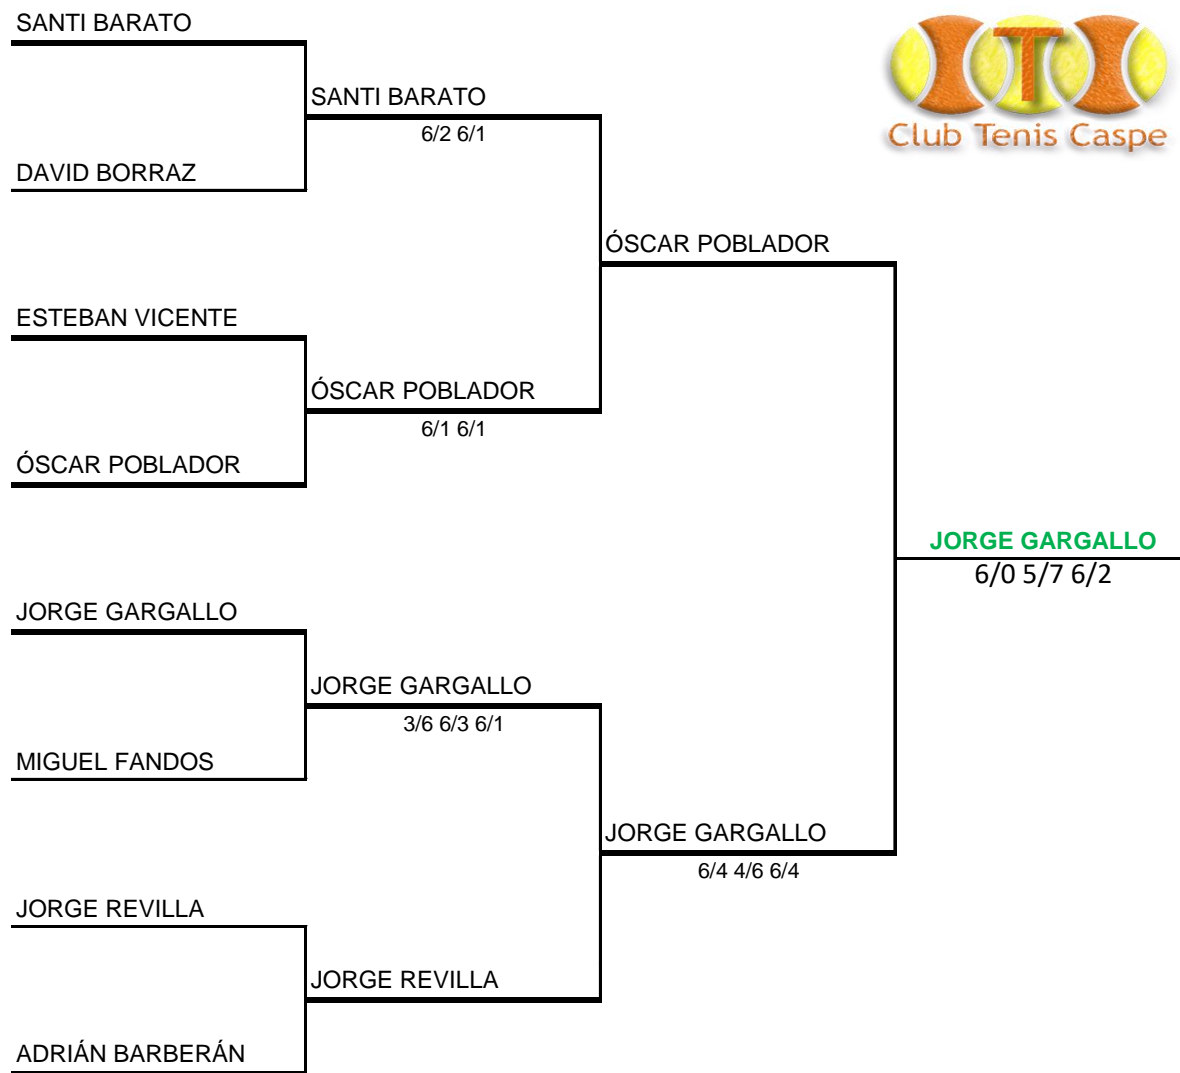 SANTI BARATO
SANTI BARATO
6/2 6/1
DAVID BORRAZ
ÓSCAR POBLADOR
ESTEBAN VICENTE
ÓSCAR POBLADOR
6/1 6/1
ÓSCAR POBLADOR
JORGE GARGALLO
6/0 5/7 6/2
JORGE GARGALLO
JORGE GARGALLO
3/6 6/3 6/1
MIGUEL FANDOS
JORGE GARGALLO
6/4 4/6 6/4
JORGE REVILLA
JORGE REVILLA
ADRIÁN BARBERÁN
T
Club Tenis Caspe